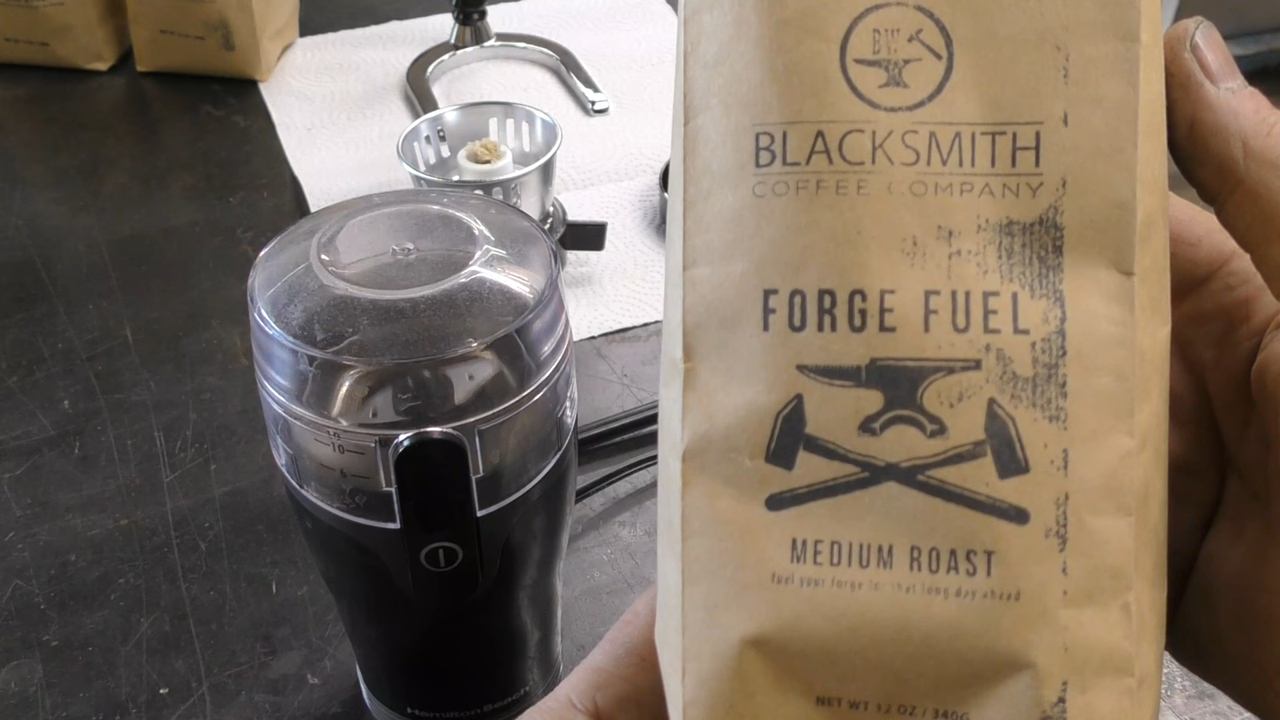 BW
BLACKSMITH
COFFEE COMPANY
FORGE FUEL
MEDIUM ROAST
fuel your forge for that long day ahead
NET WT 12 OZ / 340G
10
6
Hamilton Beach